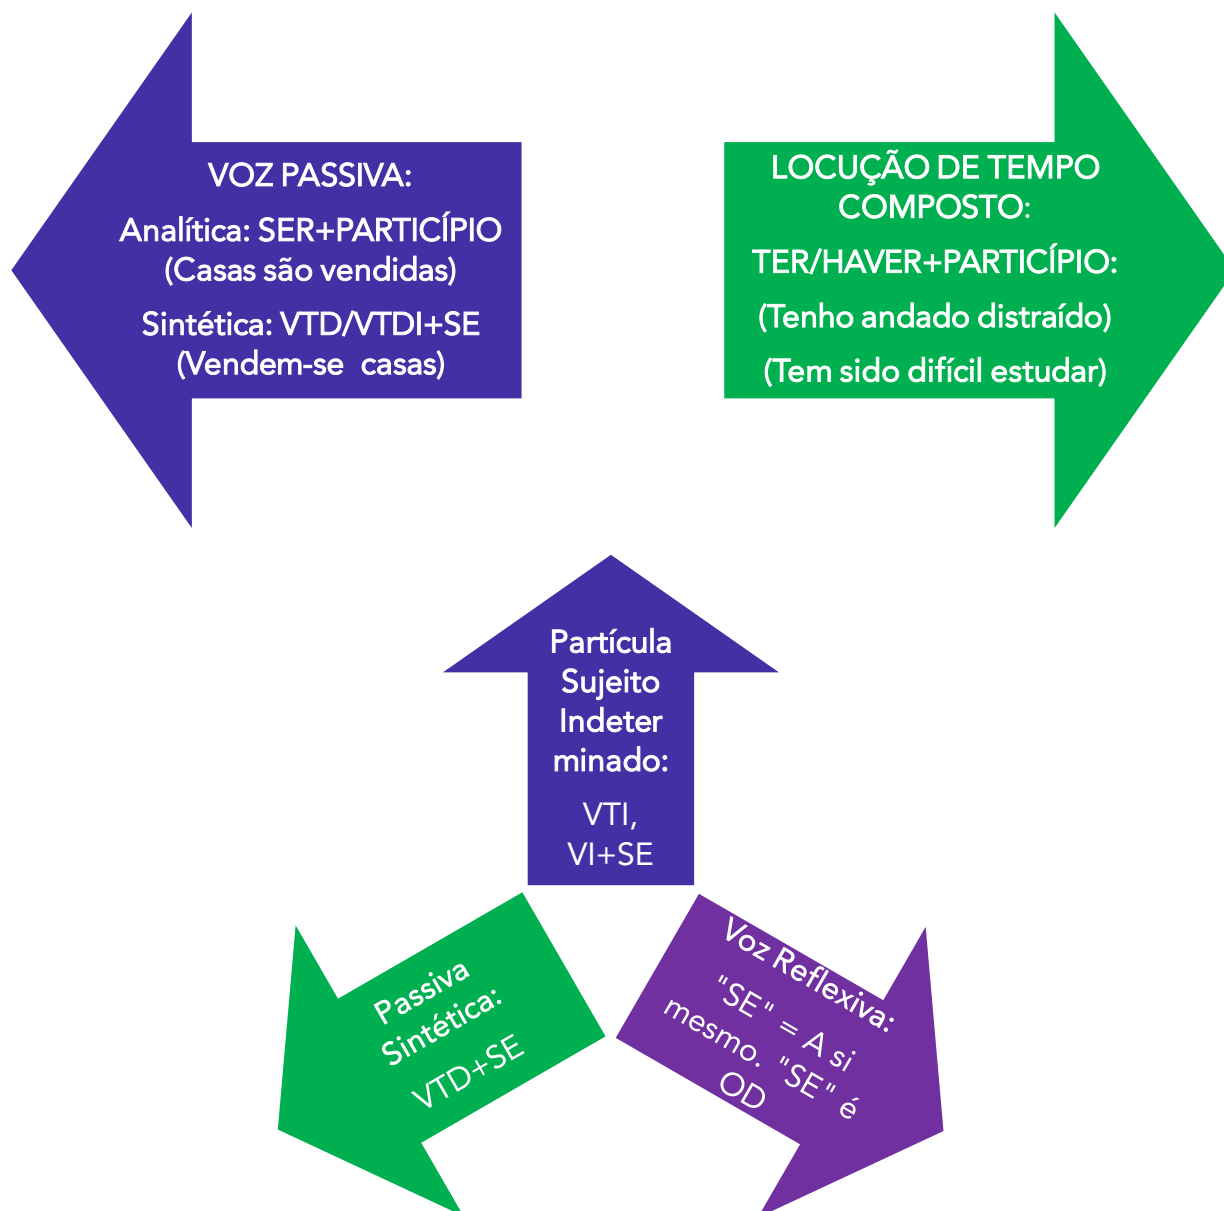 VOZ PASSIVA:
Analítica: SER+PARTICÍPIO
(Casas são vendidas)
Sintética: VTD/VTDI+SE
(Vendem-se  casas)
LOCUÇÃO DE TEMPO
COMPOSTO:
TER/HAVER+PARTICÍPIO:
(Tenho andado distraído)
(Tem sido difícil estudar)
Partícula
Sujeito
Indeter
minado:
VTI,
VI+SE
Passiva
Sintética:
VTD+SE
Voz Reflexiva:
"SE" = A si
mesmo.  "SE" é
OD